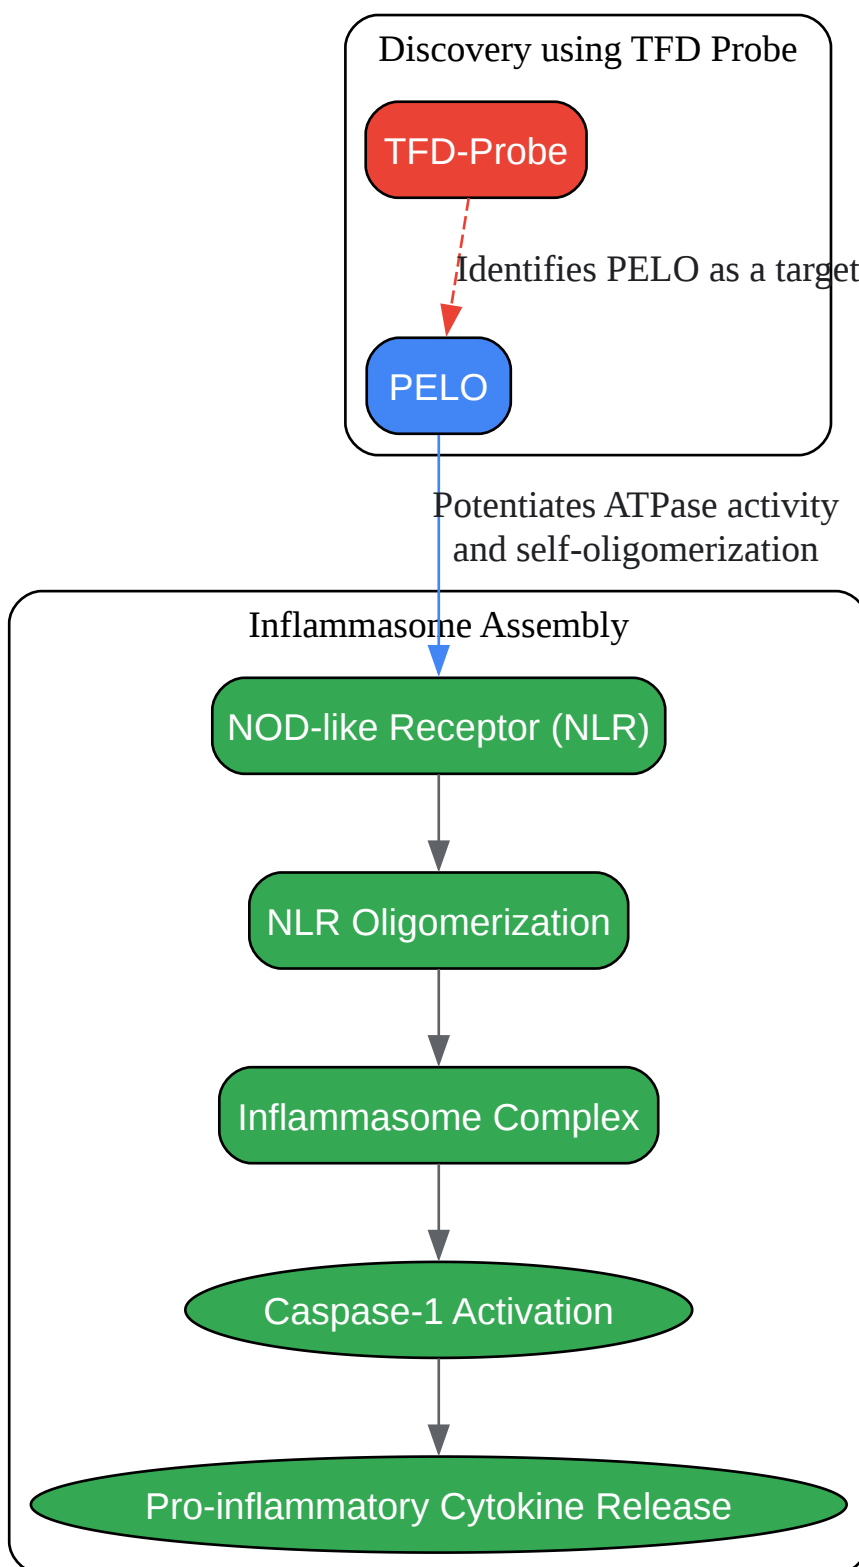 Discovery using TFD Probe
TFD-Probe
Identifies PELO as a target
PELO
Potentiates ATPase activity
and self-oligomerization
Inflammasome Assembly
NOD-like Receptor (NLR)
NLR Oligomerization
Inflammasome Complex
Caspase-1 Activation
Pro-inflammatory Cytokine Release